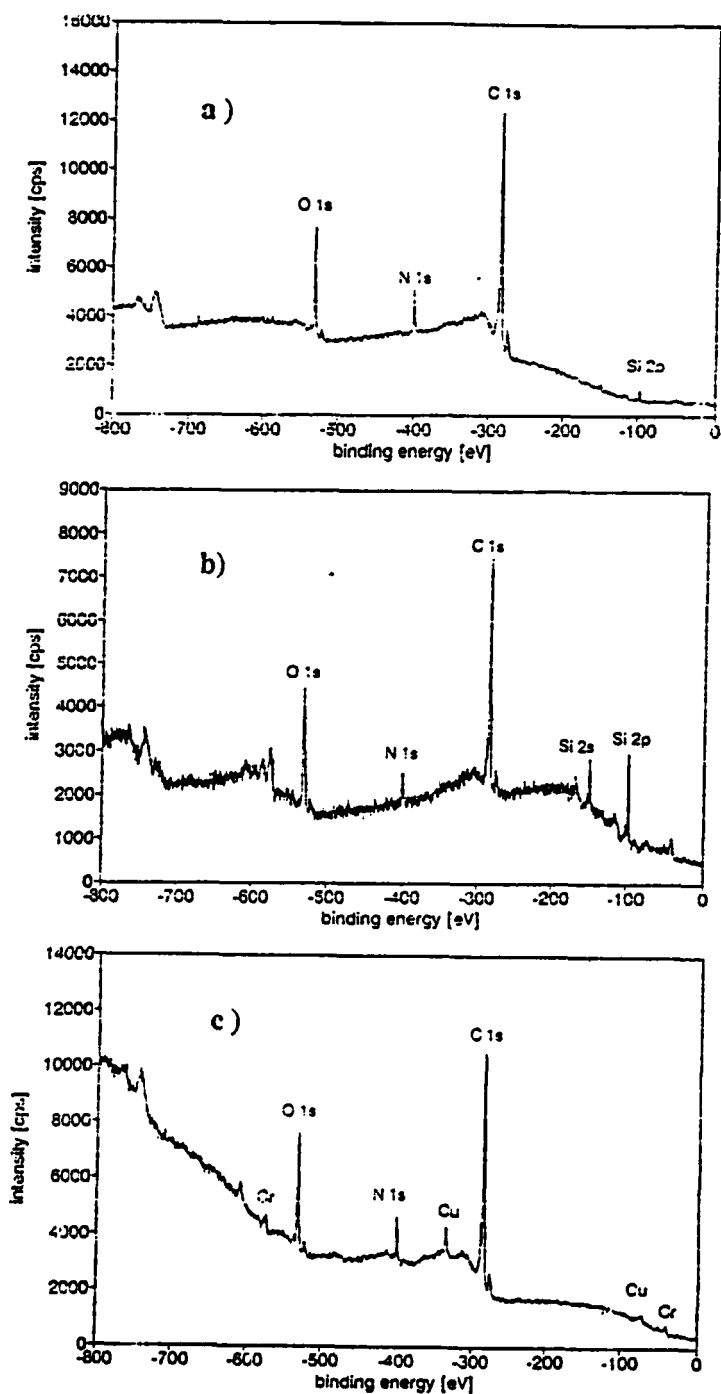 16000
14000
12000
10000
8000
6000
4000
2000
0
intensity [cps]
a)
C 1s
O 1s
N 1s
Si 2p
-800 -700 -600 -500 -400 -300 -200 -100 0
binding energy [eV]
9000
8000
7000
6000
5000
4000
3000
2000
1000
0
intensity [cps]
b)
C 1s
O 1s
N 1s
Si 2s
Si 2p
-800 -700 -600 -500 -400 -300 -200 -100 0
binding energy [eV]
14000
12000
10000
8000
6000
4000
2000
0
intensity [cps]
c)
C 1s
O 1s
Cr
N 1s
Cu
Cu
Cr
-800 -700 -600 -500 -400 -300 -200 -100 0
binding energy [eV]